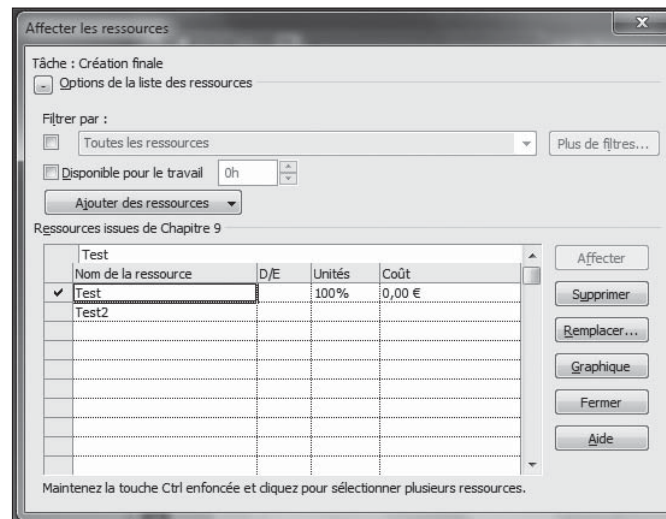 Affecter les ressources
Tâche : Création finale
- Options de la liste des ressources
Filtrer par :
Toutes les ressources Plus de filtres...
Disponible pour le travail 0h
Ajouter des ressources
Ressources issues de Chapitre 9
Test
Nom de la ressource D/E Unités Coût
Test 100% 0,00 €
Test2
Affecter
Supprimer
Remplacer...
Graphique
Fermer
Aide
Maintenez la touche Ctrl enfoncée et cliquez pour sélectionner plusieurs ressources.